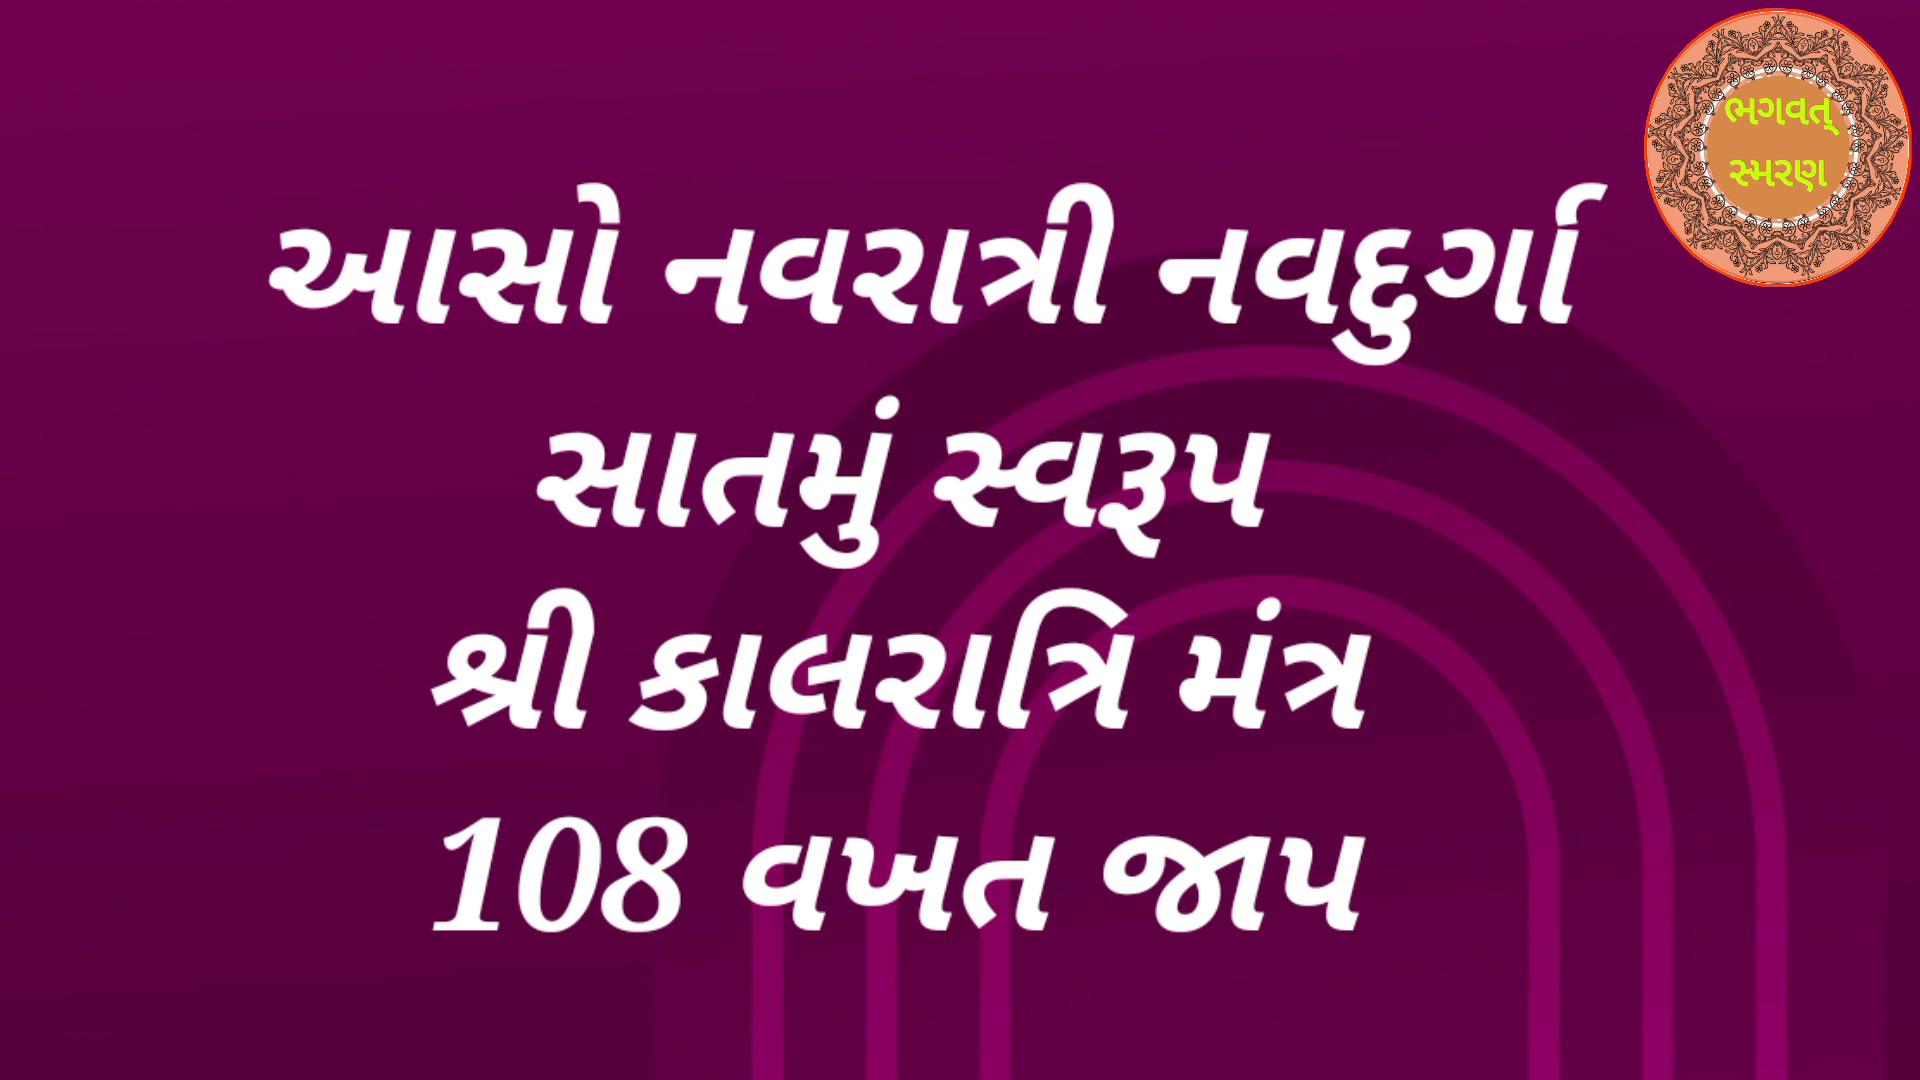 ભગવત્
સ્મરણ
આસો નવરાત્રી નવદુર્ગા
સાતમું સ્વરૂપ
શ્રી કાલરાત્રિ મંત્ર
108 વખત જાપ